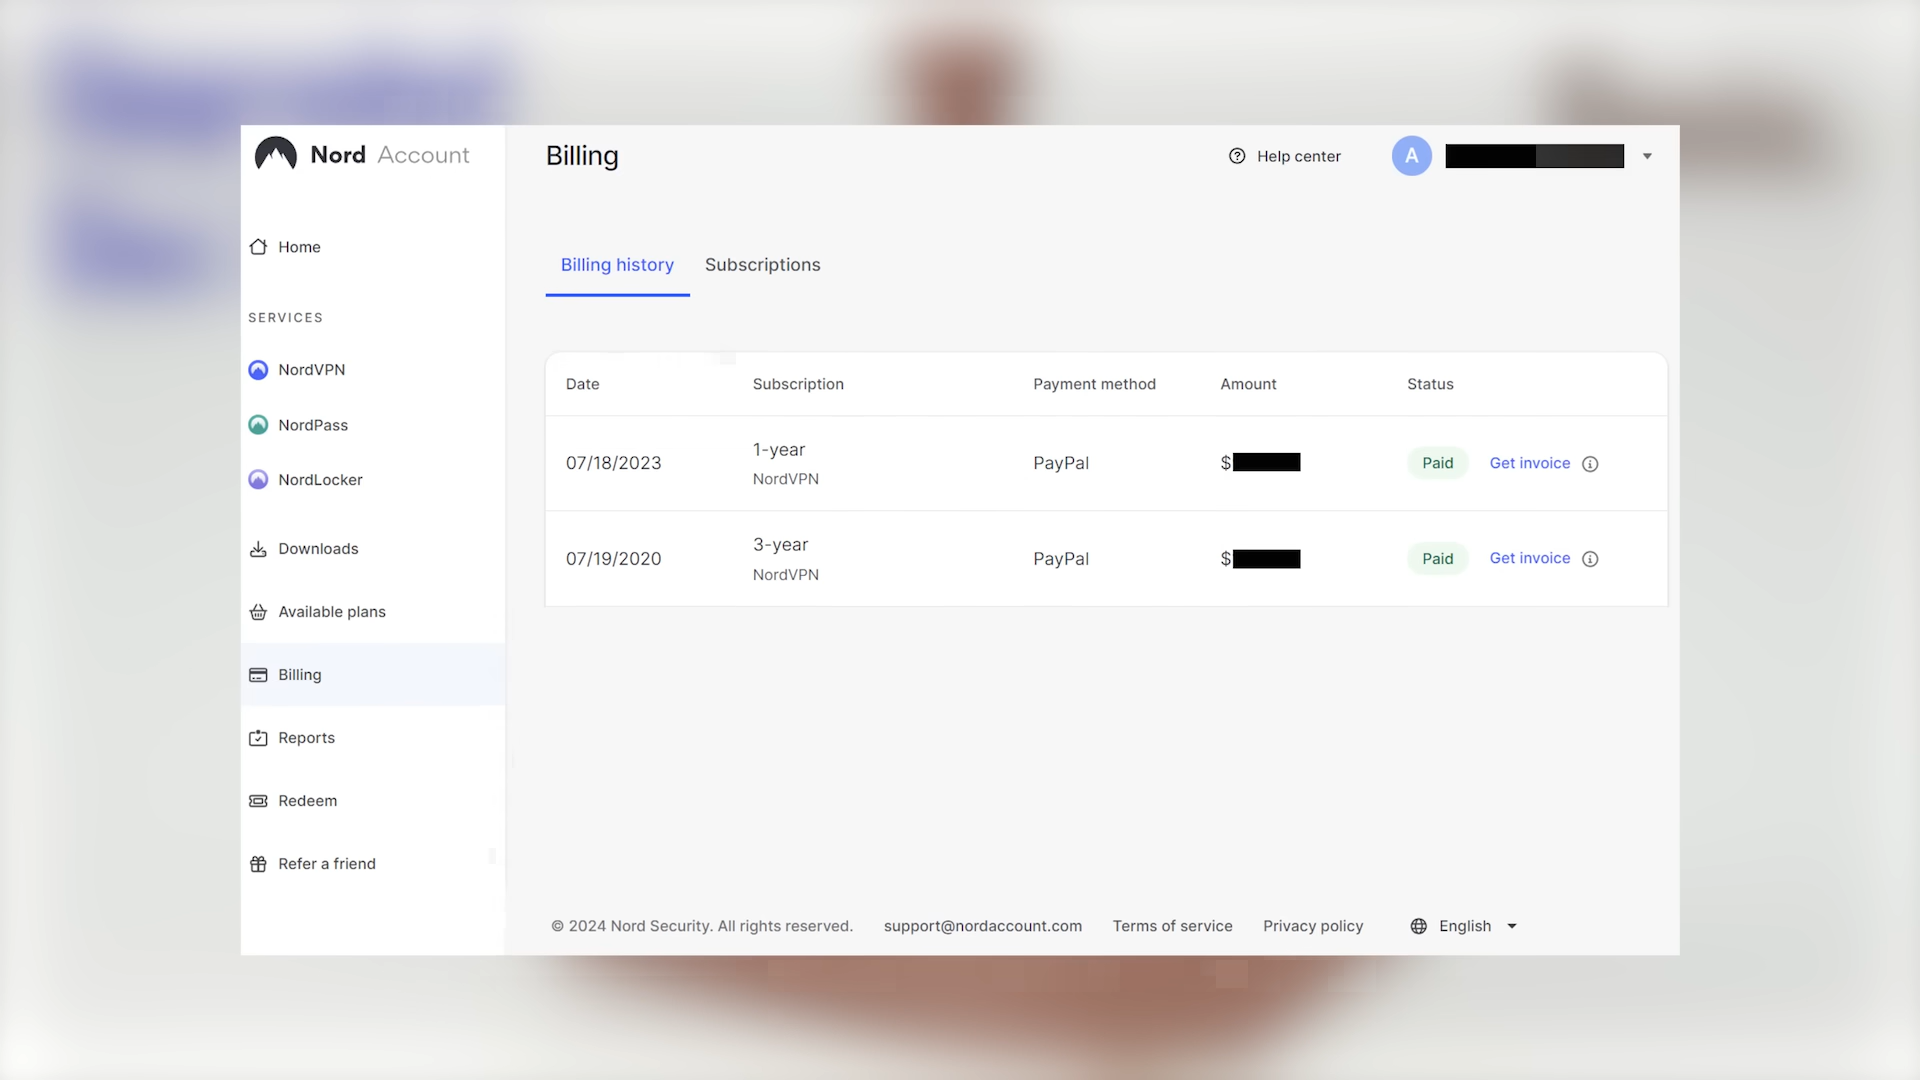 Nord Account
Billing
Help center
A
Home
SERVICES
NordVPN
NordPass
NordLocker
Downloads
Available plans
Billing
Reports
Redeem
Refer a friend
Billing history Subscriptions
Date Subscription Payment method Amount Status
07/18/2023 1-year NordVPN PayPal $ Paid Get invoice
07/19/2020 3-year NordVPN PayPal $ Paid Get invoice
© 2024 Nord Security. All rights reserved. support@nordaccount.com Terms of service Privacy policy English